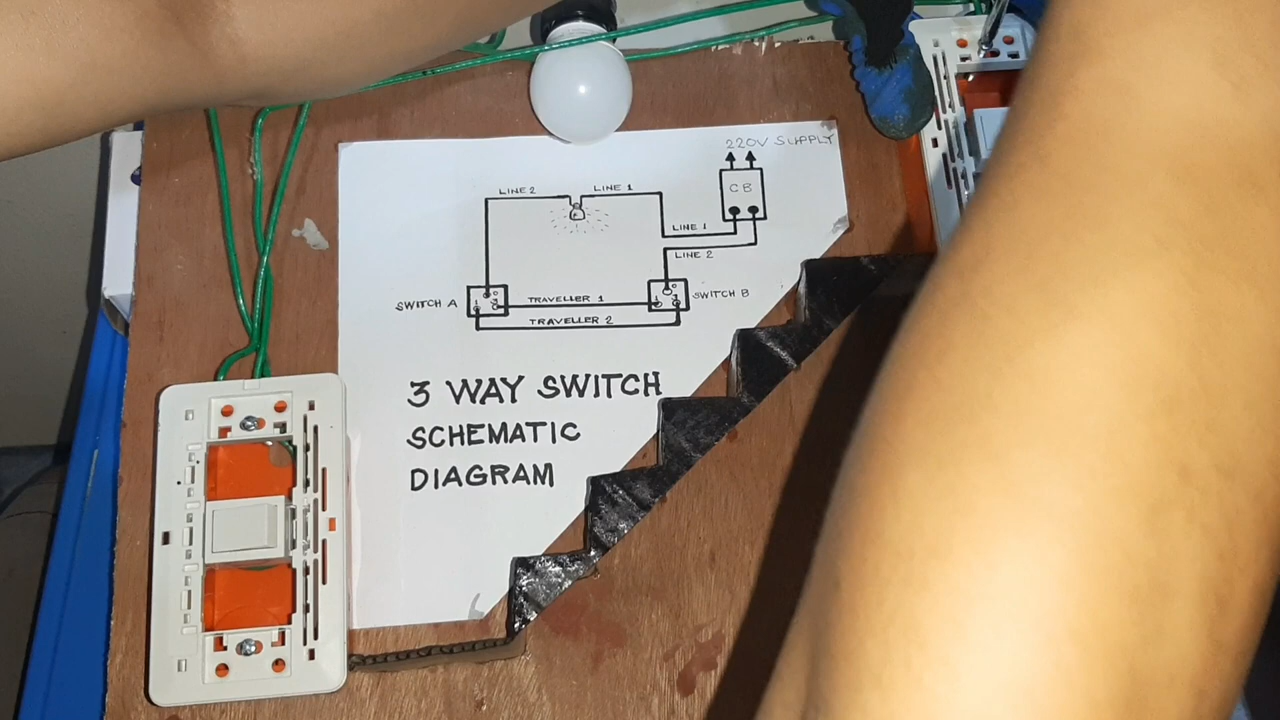 220V SUPPLY
CB
LINE 2
LINE 1
LINE 1
LINE 2
SWITCH A
SWITCH B
TRAVELLER 1
TRAVELLER 2
3 WAY SWITCH
SCHEMATIC
DIAGRAM